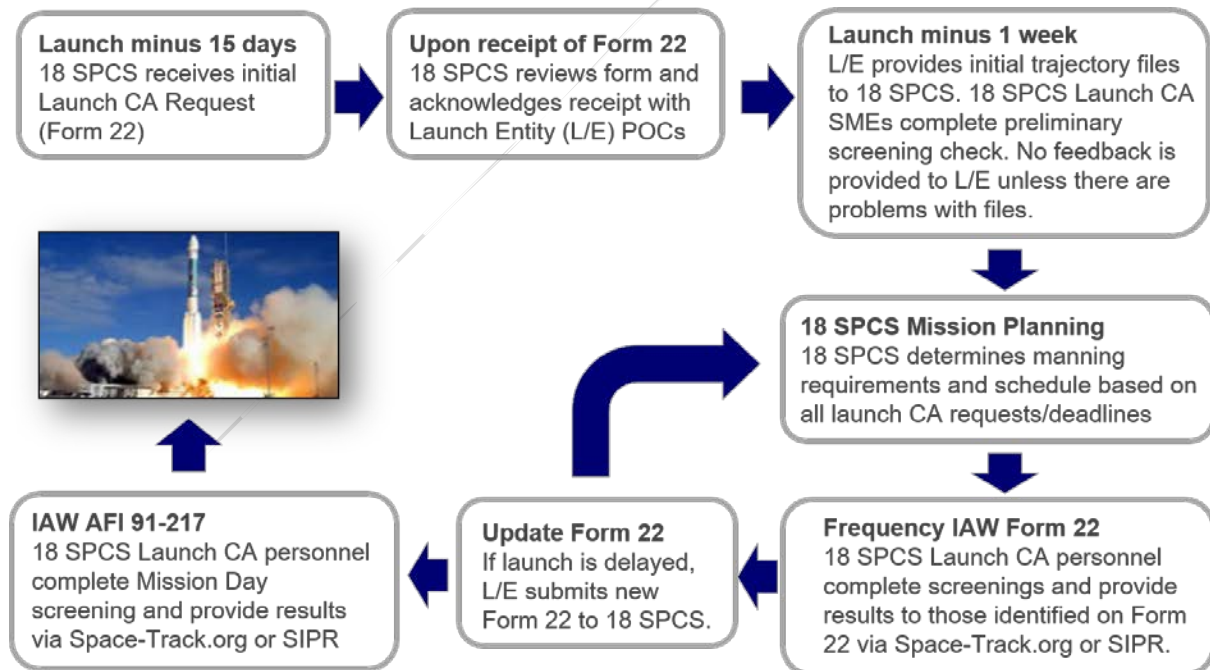 Launch minus 15 days
18 SPCS receives initial
Launch CA Request
(Form 22)
Upon receipt of Form 22
18 SPCS reviews form and
acknowledges receipt with
Launch Entity (L/E) POCs
Launch minus 1 week
L/E provides initial trajectory files
to 18 SPCS. 18 SPCS Launch CA
SMEs complete preliminary
screening check. No feedback is
provided to L/E unless there are
problems with files.
18 SPCS Mission Planning
18 SPCS determines manning
requirements and schedule based on
all launch CA requests/deadlines
Frequency IAW Form 22
18 SPCS Launch CA personnel
complete screenings and provide
results to those identified on Form
22 via Space-Track.org or SIPR.
Update Form 22
If launch is delayed,
L/E submits new
Form 22 to 18 SPCS.
IAW AFI 91-217
18 SPCS Launch CA personnel
complete Mission Day
screening and provide results
via Space-Track.org or SIPR